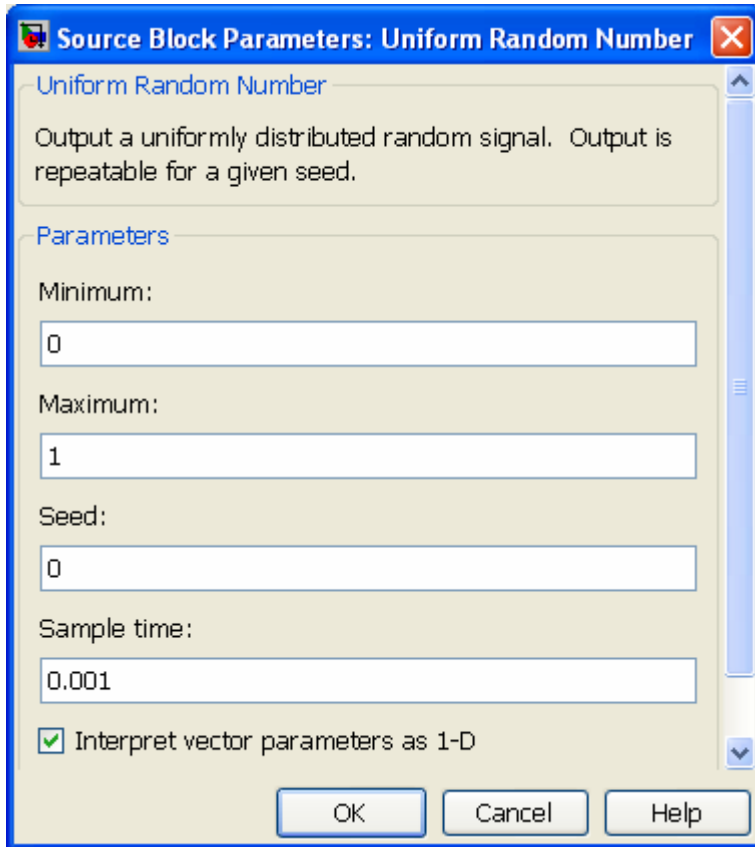 Source Block Parameters: Uniform Random Number
Uniform Random Number
Output a uniformly distributed random signal.  Output is
repeatable for a given seed.
Parameters
Minimum:
0
Maximum:
1
Seed:
0
Sample time:
0.001
Interpret vector parameters as 1-D
OK Cancel Help